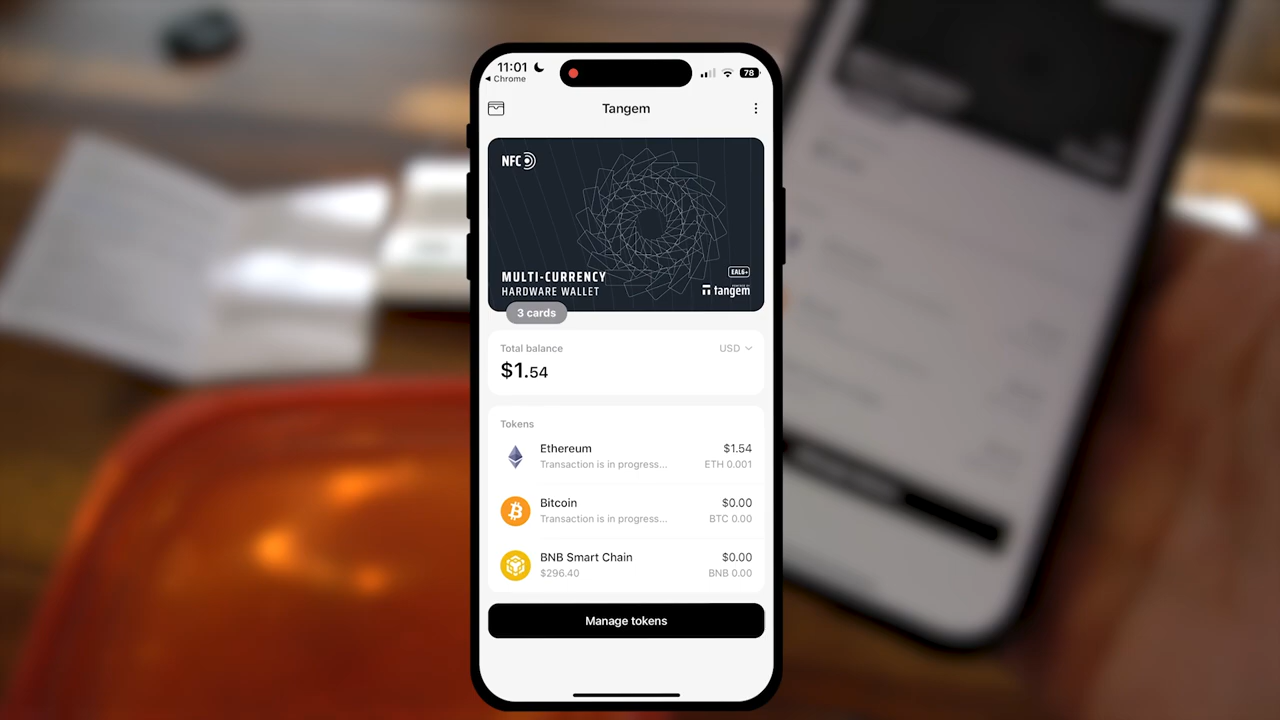 11:01
78
◀ Chrome
Tangem
NFC
MULTI-CURRENCY
HARDWARE WALLET
EAL6+
tangem
3 cards
Total balance
USD
$1.54
Tokens
Ethereum
$1.54
Transaction is in progress...
ETH 0.001
Bitcoin
$0.00
Transaction is in progress...
BTC 0.00
BNB Smart Chain
$0.00
$296.40
BNB 0.00
Manage tokens